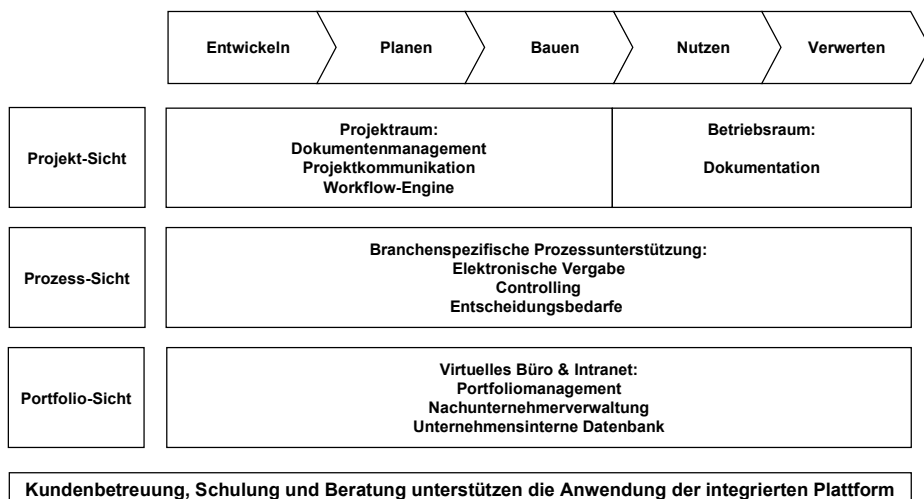 Entwickeln
Planen
Bauen
Nutzen
Verwerten
Projekt-Sicht
Projektraum:
Dokumentenmanagement
Projektkommunikation
Workflow-Engine
Betriebsraum:
Dokumentation
Prozess-Sicht
Branchenspezifische Prozessunterstützung:
Elektronische Vergabe
Controlling
Entscheidungsbedarfe
Portfolio-Sicht
Virtuelles Büro & Intranet:
Portfoliomanagement
Nachunternehmerverwaltung
Unternehmensinterne Datenbank
Kundenbetreuung, Schulung und Beratung unterstützen die Anwendung der integrierten Plattform